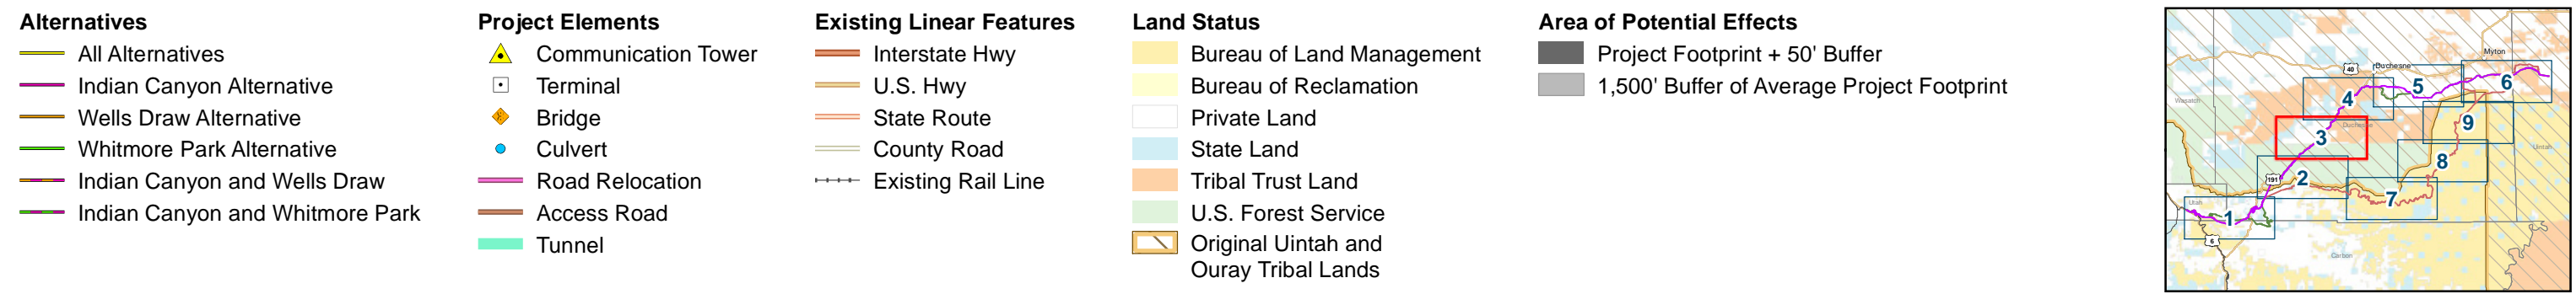 Alternatives
All Alternatives
Indian Canyon Alternative
Wells Draw Alternative
Whitmore Park Alternative
Indian Canyon and Wells Draw
Indian Canyon and Whitmore Park
Project Elements
Communication Tower
Terminal
Bridge
Culvert
Road Relocation
Access Road
Tunnel
Existing Linear Features
Interstate Hwy
U.S. Hwy
State Route
County Road
Existing Rail Line
Land Status
Bureau of Land Management
Bureau of Reclamation
Private Land
State Land
Tribal Trust Land
U.S. Forest Service
Original Uintah and
Ouray Tribal Lands
Area of Potential Effects
Project Footprint + 50' Buffer
1,500' Buffer of Average Project Footprint
Myton
40
Duchesne
5
6
Wasatch
4
9
Duchesne
3
Uintah
8
191
2
7
Utah
1
6
Carbon